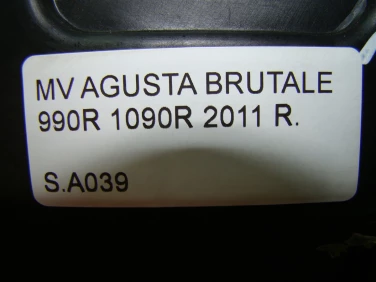 MV AGUSTA BRUTALE
990R 1090R 2011 R.
S.A039